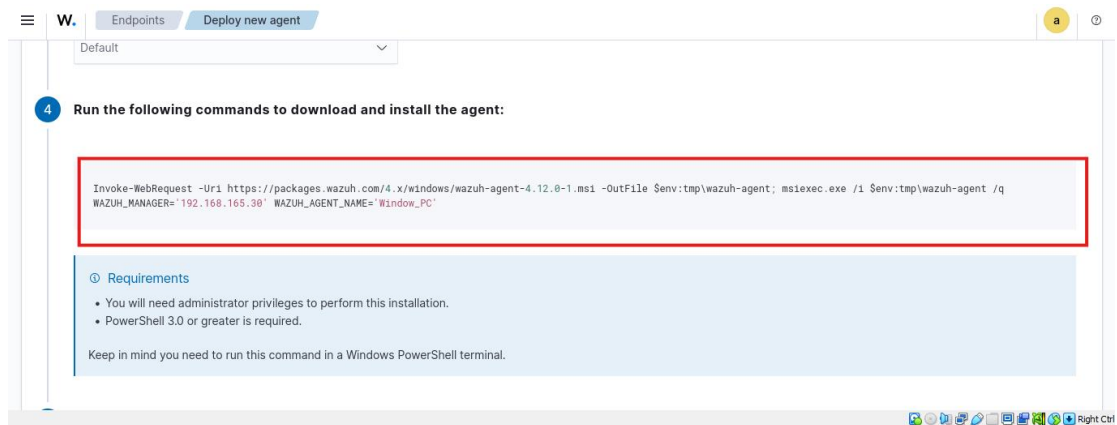 W. Endpoints Deploy new agent a
Default
4 Run the following commands to download and install the agent:
Invoke-WebRequest -Uri https://packages.wazuh.com/4.x/windows/wazuh-agent-4.12.0-1.msi -OutFile $env:tmp\wazuh-agent; msiexec.exe /i $env:tmp\wazuh-agent /q
WAZUH_MANAGER='192.168.165.30' WAZUH_AGENT_NAME='Window_PC'
Requirements
• You will need administrator privileges to perform this installation.
• PowerShell 3.0 or greater is required.
Keep in mind you need to run this command in a Windows PowerShell terminal.
Right Ctrl